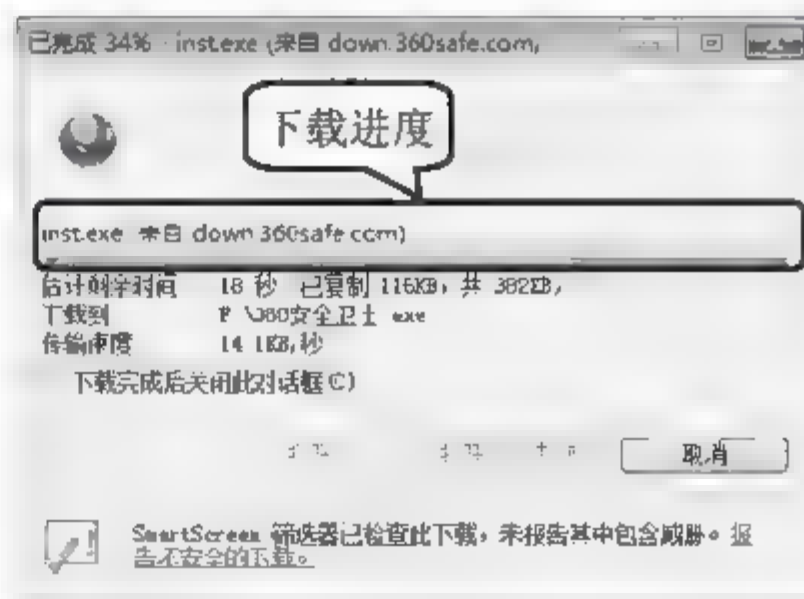 已完成 34% inst.exe (来自 down.360safe.com)
下载进度
inst.exe 来自 down.360safe.com)
估计剩余时间 18 秒 已复制 116KB, 共 382KB)
下载到 F:\360安全卫士.exe
传输速度 14.1KB/秒
下载完成后关闭此对话框(C)
取消
SmartScreen 筛选器已检查此下载，未报告其中包含威胁。报
告不安全的下载。